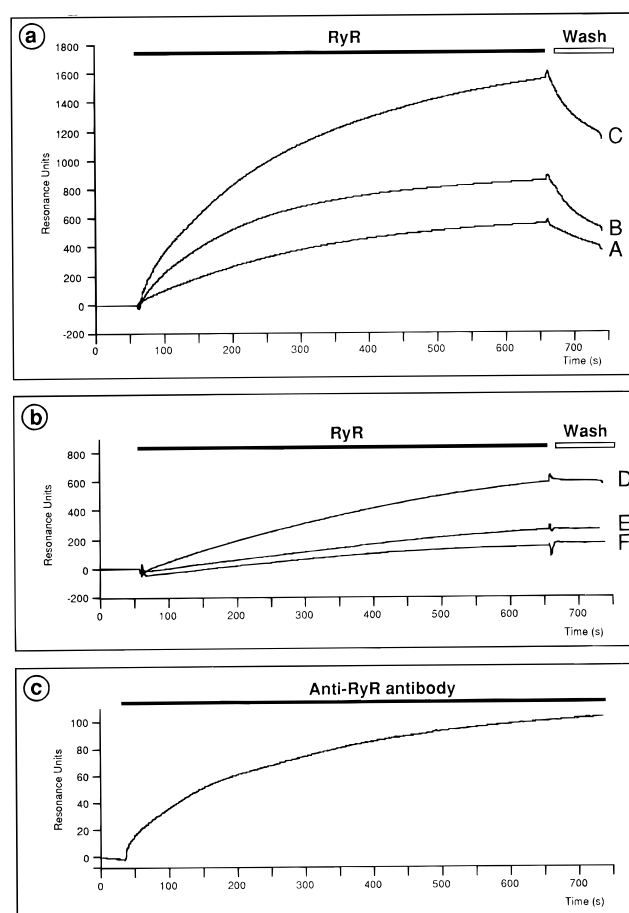 a
RyR
Wash
1800
1600
1400
1200
1000
800
600
400
200
0
-200
Resonance Units
C
B
A
0 100 200 300 400 500 600 700
Time (s)
b
RyR
Wash
800
600
400
200
0
-200
Resonance Units
D
E
F
0 100 200 300 400 500 600 700
Time (s)
c
Anti-RyR antibody
100
80
60
40
20
0
Resonance Units
0 100 200 300 400 500 600 700
Time (s)